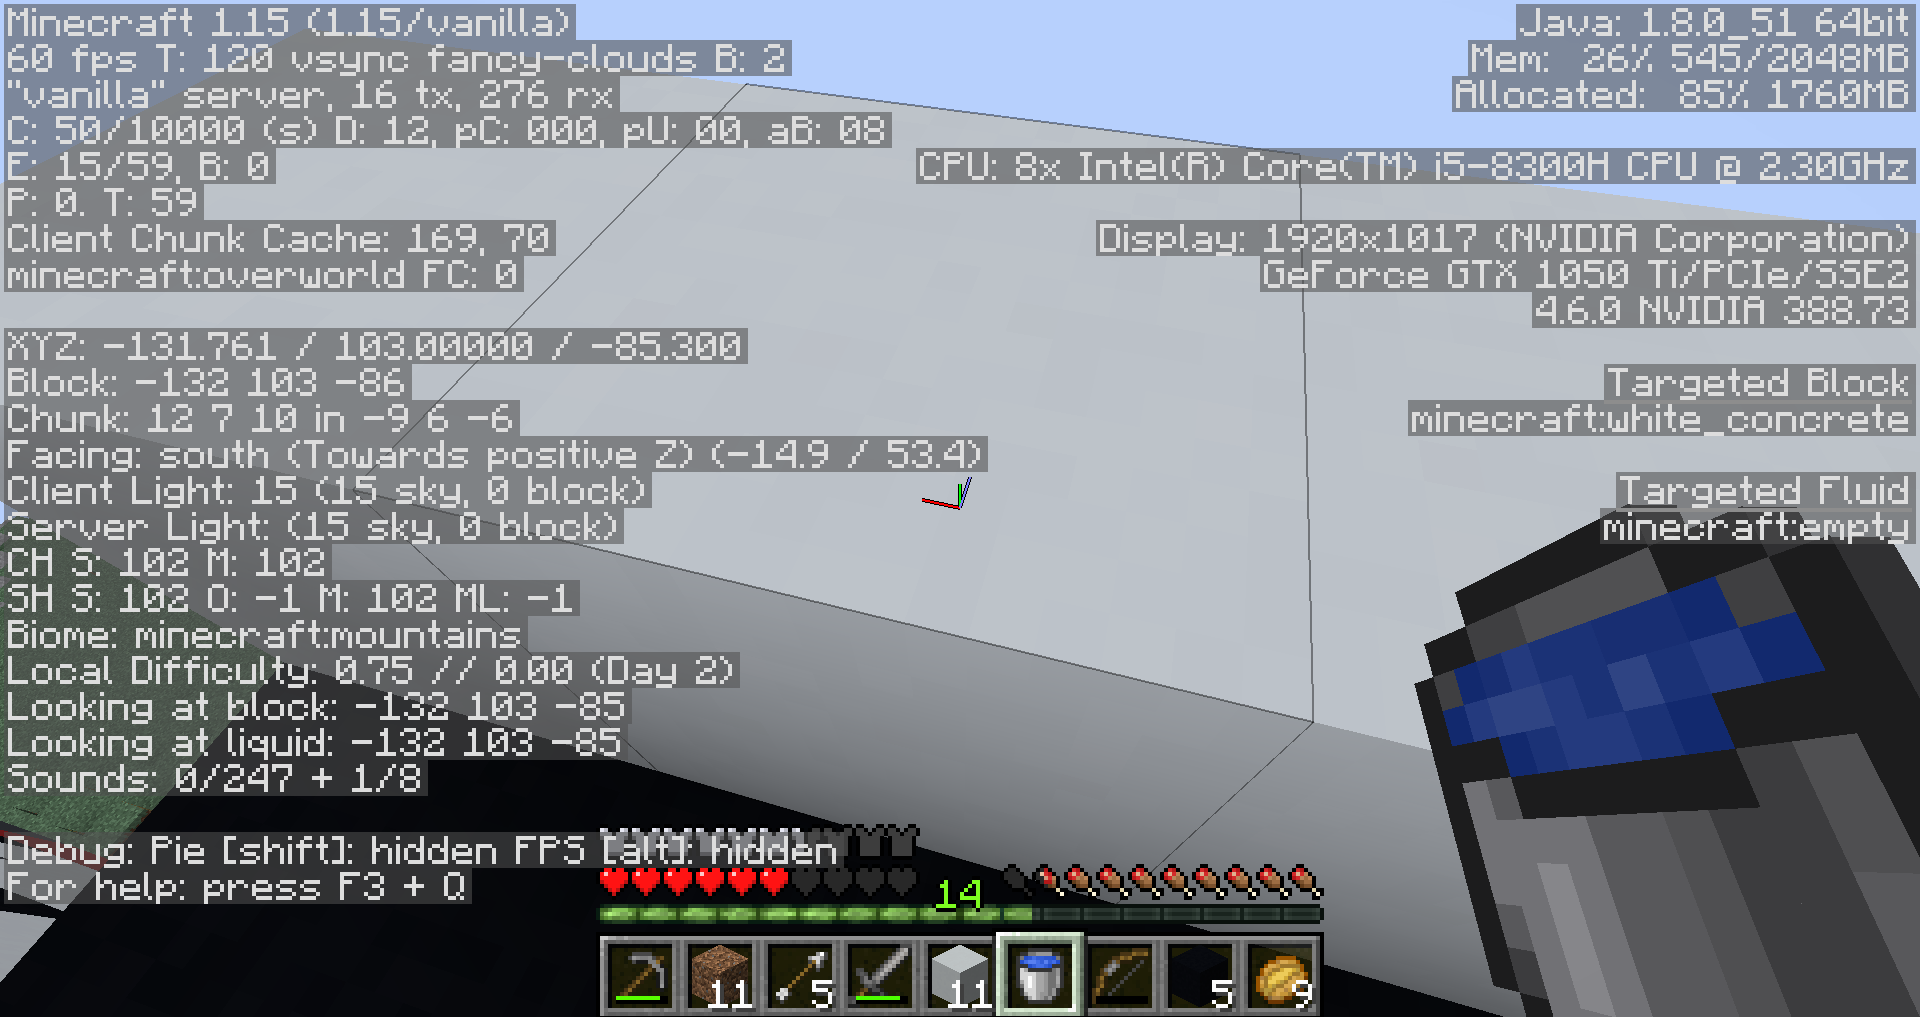 Minecraft 1.15 (1.15/vanilla)
60 fps T: 120 vsync fancy-clouds B: 2
"vanilla" server, 16 tx, 276 rx
C: 50/10000 (s) D: 12, pC: 000, pU: 00, aB: 08
E: 15/59, B: 0
P: 0. T: 59
Client Chunk Cache: 169, 70
minecraft:overworld FC: 0
XYZ: -131.761 / 103.00000 / -85.300
Block: -132 103 -86
Chunk: 12 7 10 in -9 6 -6
Facing: south (Towards positive Z) (-14.9 / 53.4)
Client Light: 15 (15 sky, 0 block)
Server Light: (15 sky, 0 block)
CH S: 102 M: 102
SH S: 102 O: -1 M: 102 ML: -1
Biome: minecraft:mountains
Local Difficulty: 0.75 // 0.00 (Day 2)
Looking at block: -132 103 -85
Looking at liquid: -132 103 -85
Sounds: 0/247 + 1/8
Debug: Pie [shift]: hidden FPS [alt]: hidden
For help: press F3 + Q
Java: 1.8.0_51 64bit
Mem: 26% 545/2048MB
Allocated: 85% 1760MB
CPU: 8x Intel(R) Core(TM) i5-8300H CPU @ 2.30GHz
Display: 1920x1017 (NVIDIA Corporation)
GeForce GTX 1050 Ti/PCIe/SSE2
4.6.0 NVIDIA 388.73
Targeted Block
minecraft:white_concrete
Targeted Fluid
minecraft:empty
14
11 5 11 5 9